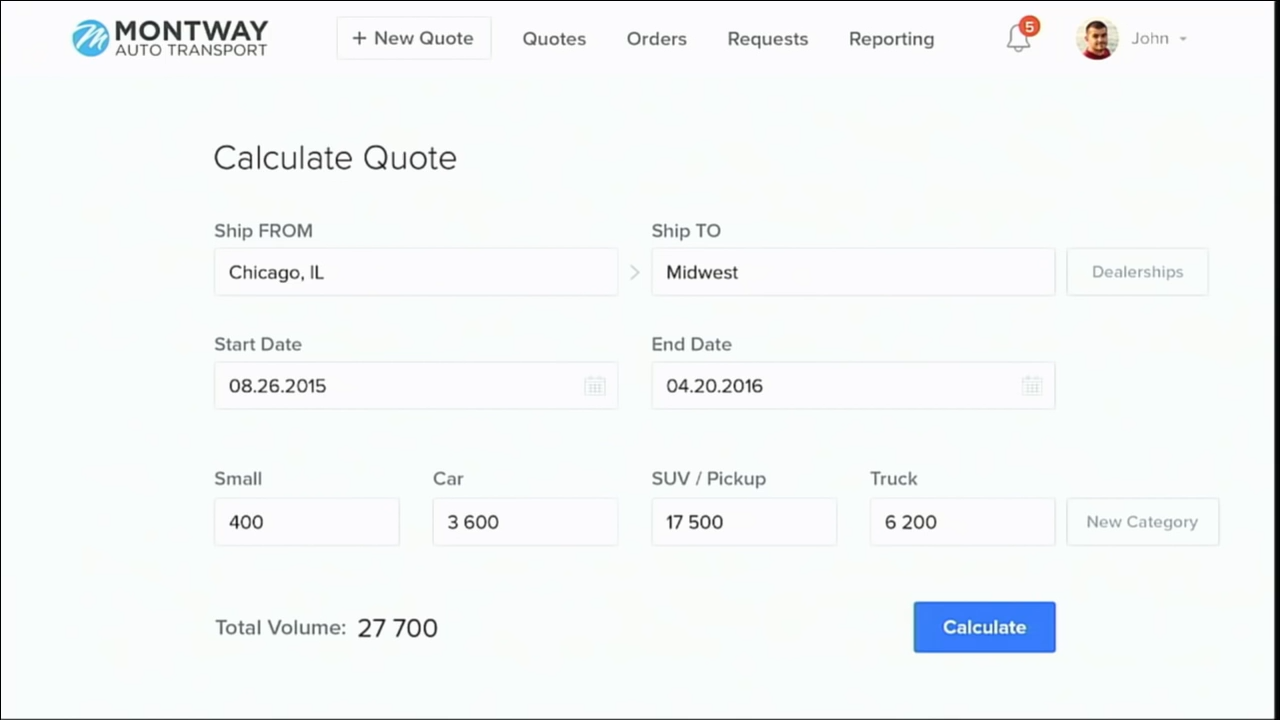 MONTWAY
AUTO TRANSPORT
+ New Quote
Quotes
Orders
Requests
Reporting
5
John
Calculate Quote
Ship FROM
Ship TO
Chicago, IL
Midwest
Dealerships
Start Date
End Date
08.26.2015
04.20.2016
Small
Car
SUV / Pickup
Truck
400
3 600
17 500
6 200
New Category
Total Volume: 27 700
Calculate